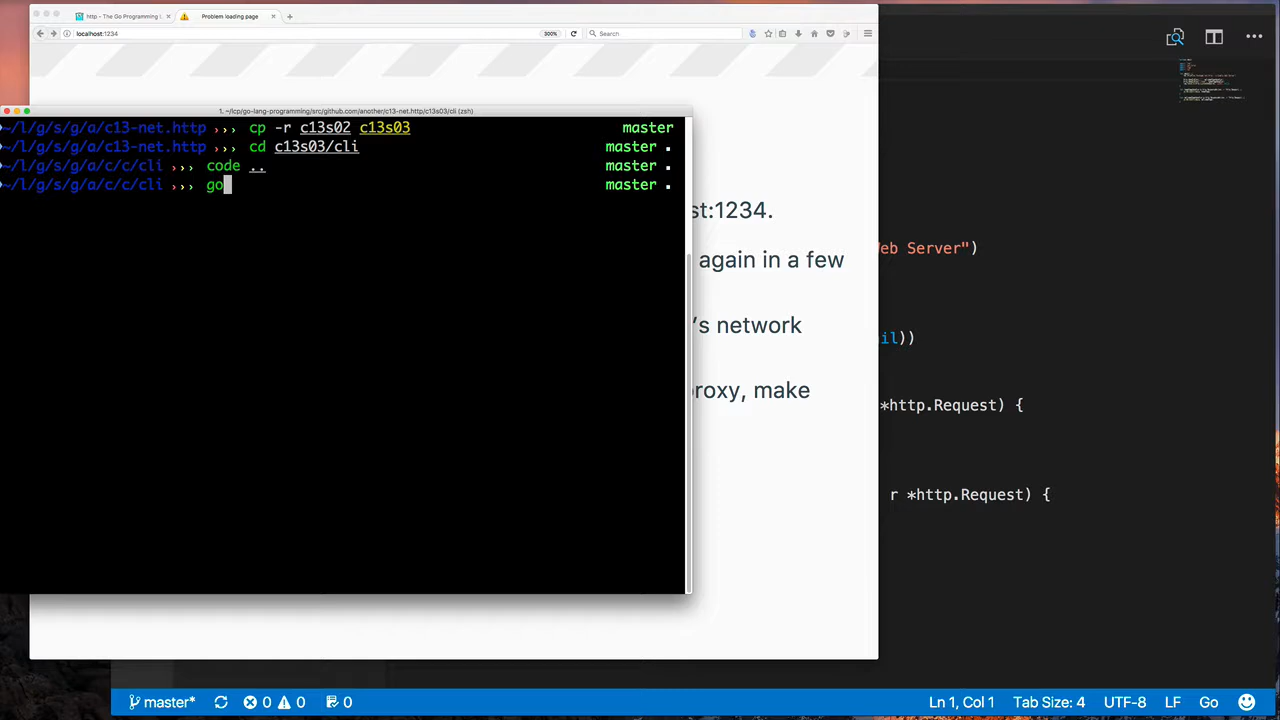 http - The Go Programming L
Problem loading page
localhost:1234
300%
Search
1. ~/lcp/go-lang-programming/src/github.com/another/c13-net.http/c13s03/cli (zsh)
~/l/g/s/g/a/c13-net.http ››› cp -r c13s02 c13s03 master
~/l/g/s/g/a/c13-net.http ››› cd c13s03/cli master .
~/l/g/s/g/a/c/c/cli ››› code .. master .
~/l/g/s/g/a/c/c/cli ››› go master .
st:1234.
again in a few
's network
proxy, make
Web Server")
il))
*http.Request) {
r *http.Request) {
master* 0 0 0 Ln 1, Col 1 Tab Size: 4 UTF-8 LF Go